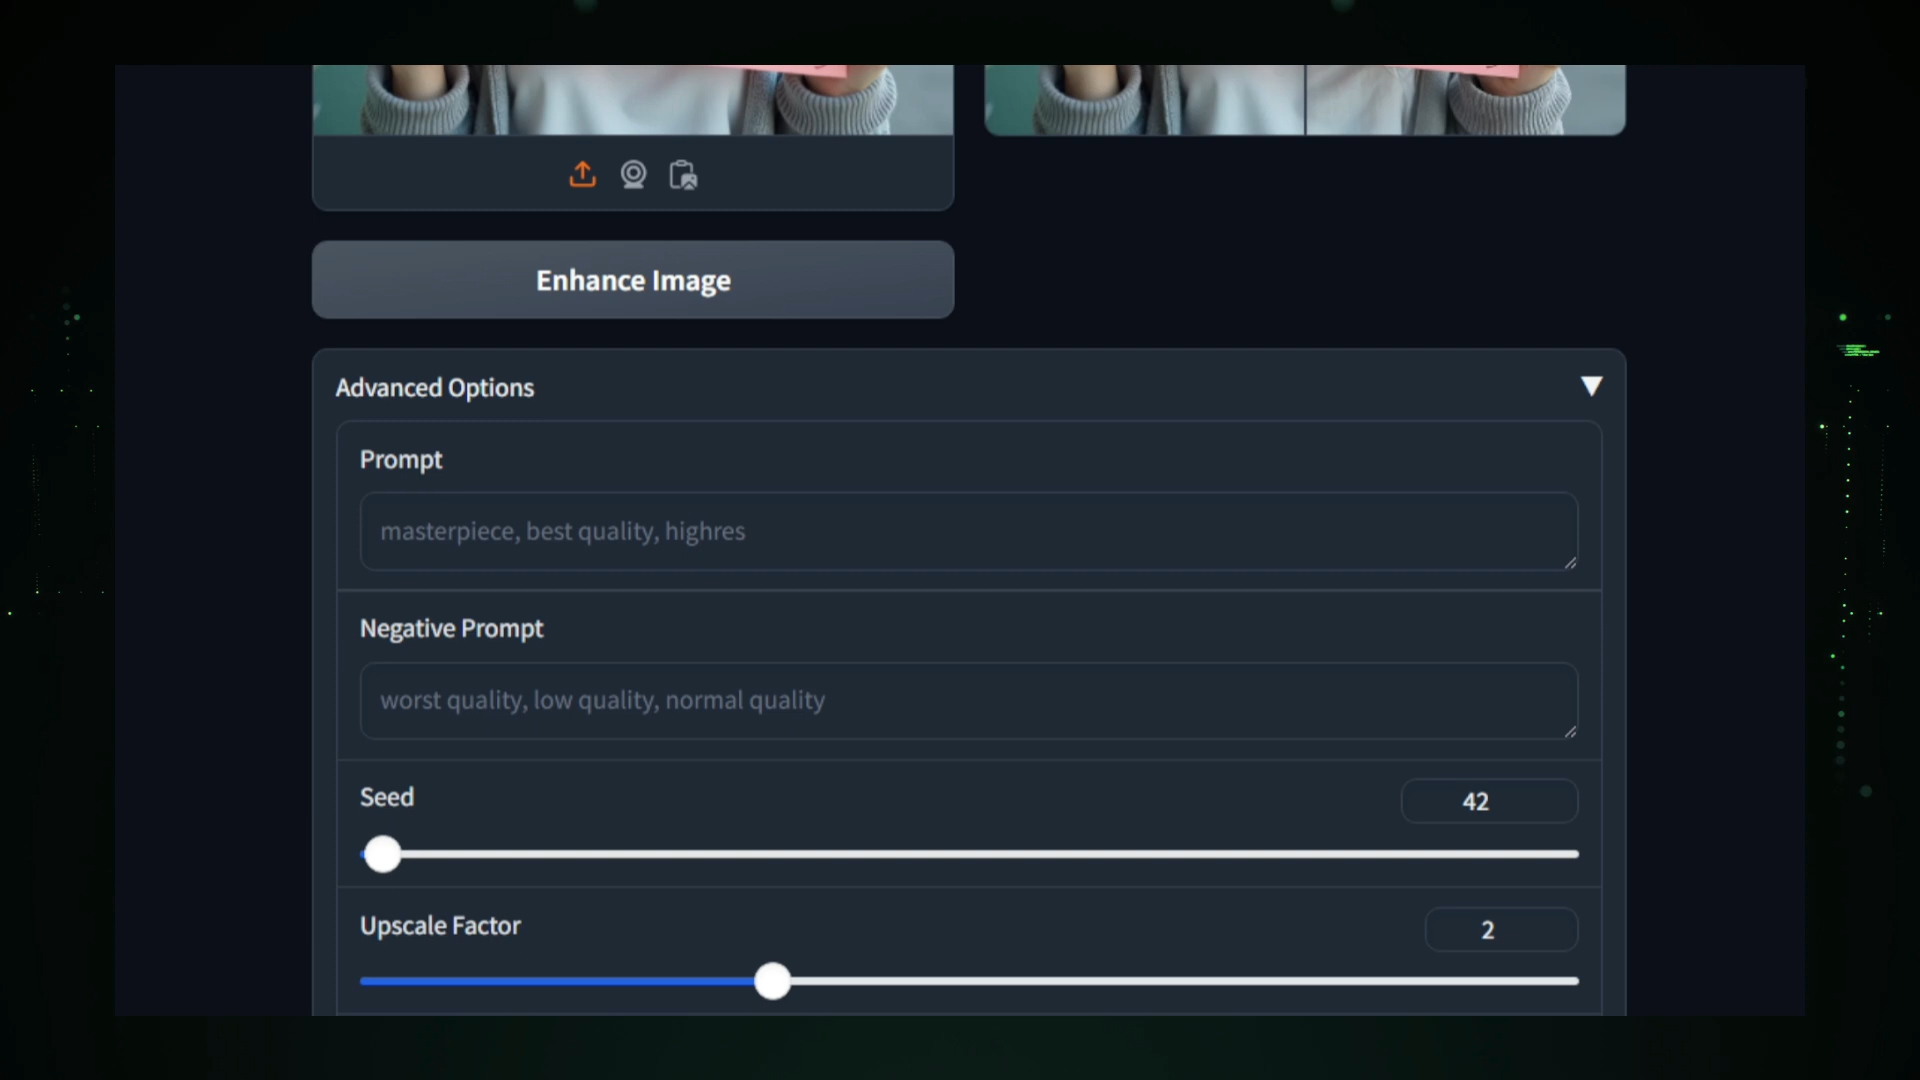 Enhance Image
Advanced Options
Prompt
masterpiece, best quality, highres
Negative Prompt
worst quality, low quality, normal quality
Seed
42
Upscale Factor
2